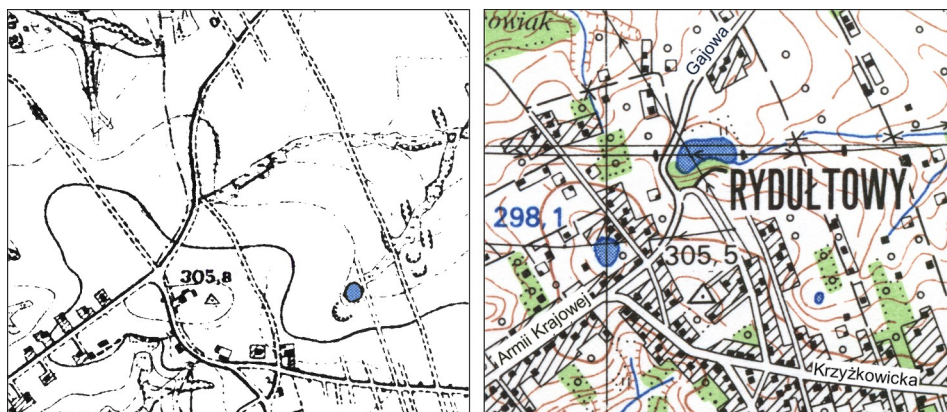 305,8
owiak
Gajowa
RYDUŁTOWY
298,1
305,5
Armii Krajowej
Krzyżkowicka